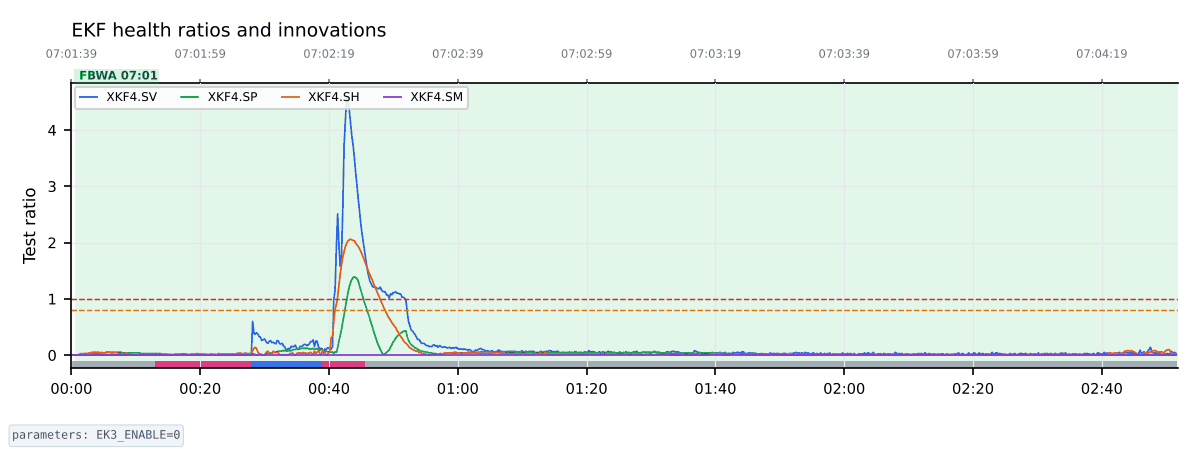 EKF health ratios and innovations
07:01:39 07:01:59 07:02:19 07:02:39 07:02:59 07:03:19 07:03:39 07:03:59 07:04:19
FBWA 07:01
XKF4.SV XKF4.SP XKF4.SH XKF4.SM
4
3
2
1
0
Test ratio
00:00 00:20 00:40 01:00 01:20 01:40 02:00 02:20 02:40
parameters: EK3_ENABLE=0